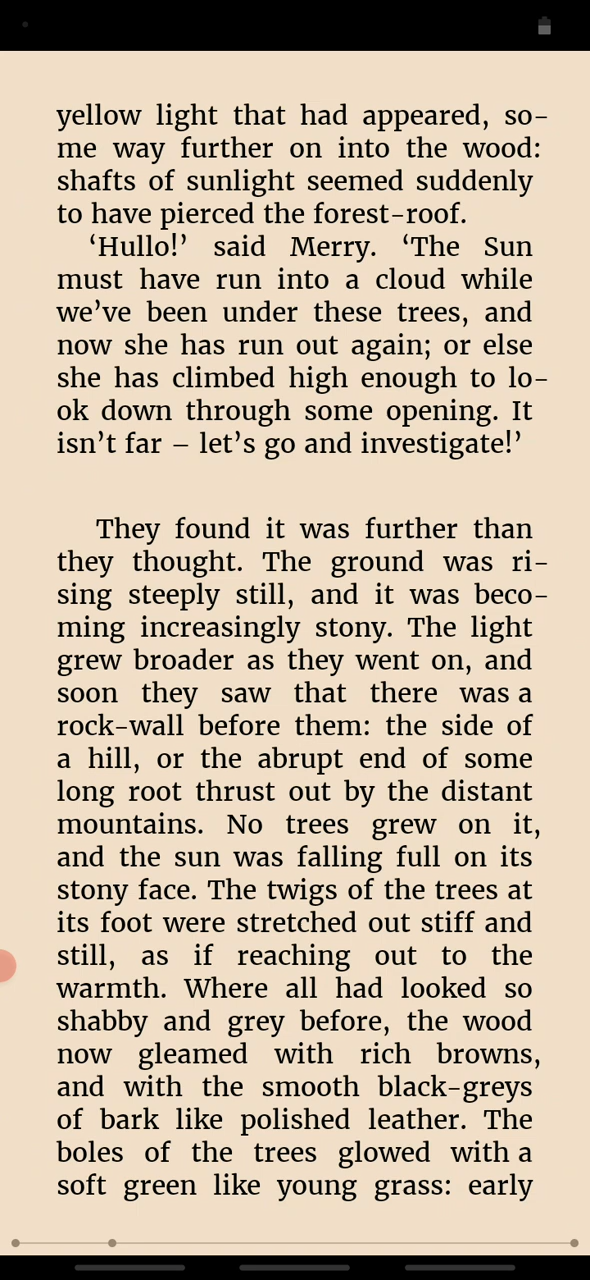 yellow light that had appeared, so-
me way further on into the wood:
shafts of sunlight seemed suddenly
to have pierced the forest-roof.
‘Hullo!’ said Merry. ‘The Sun
must have run into a cloud while
we’ve been under these trees, and
now she has run out again; or else
she has climbed high enough to lo-
ok down through some opening. It
isn’t far – let’s go and investigate!’
They found it was further than
they thought. The ground was ri-
sing steeply still, and it was beco-
ming increasingly stony. The light
grew broader as they went on, and
soon they saw that there was a
rock-wall before them: the side of
a hill, or the abrupt end of some
long root thrust out by the distant
mountains. No trees grew on it,
and the sun was falling full on its
stony face. The twigs of the trees at
its foot were stretched out stiff and
still, as if reaching out to the
warmth. Where all had looked so
shabby and grey before, the wood
now gleamed with rich browns,
and with the smooth black-greys
of bark like polished leather. The
boles of the trees glowed with a
soft green like young grass: early